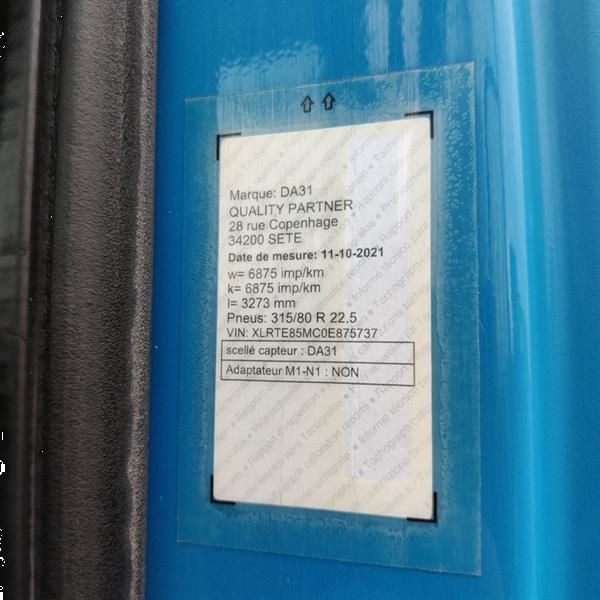 Marque: DA31
QUALITY PARTNER
28 rue Copenhage
34200 SETE
Date de mesure: 11-10-2021
w= 6875 imp/km
k= 6875 imp/km
l= 3273 mm
Pneus: 315/80 R 22.5
VIN: XLRTE85MC0E875737
scellé capteur : DA31
Adaptateur M1-N1 : NON